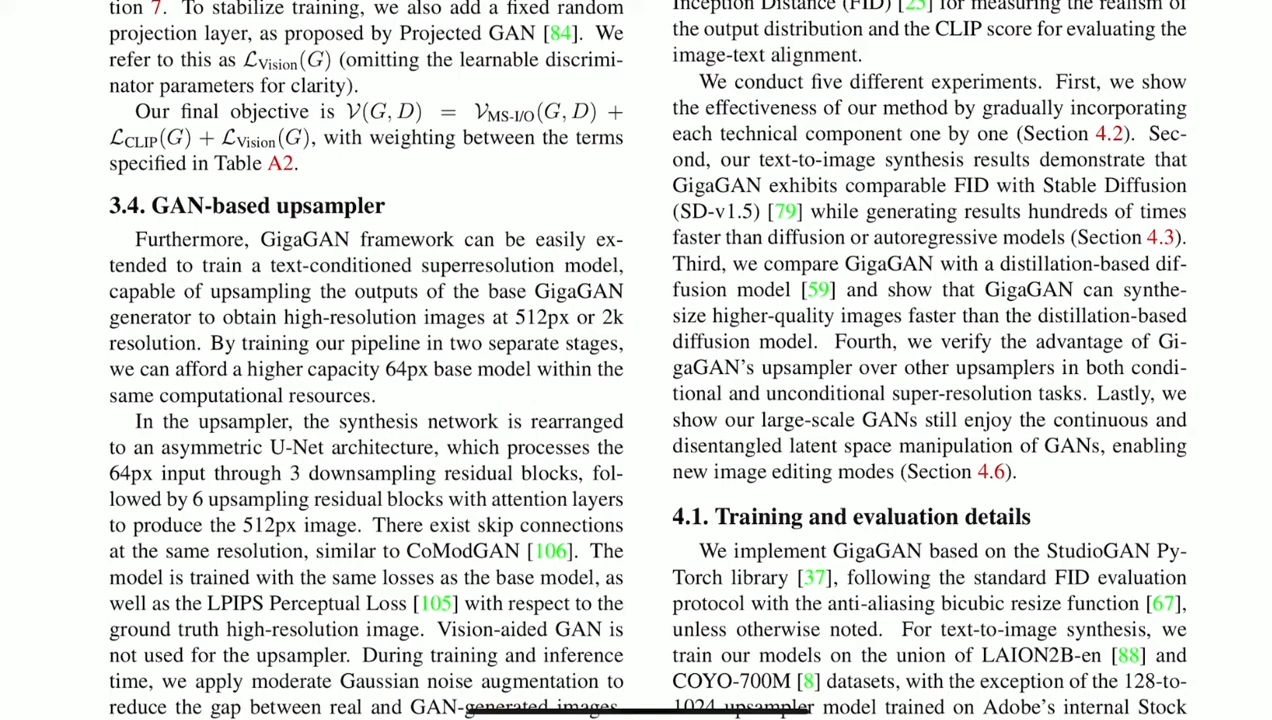 tion 7. To stabilize training, we also add a fixed random
projection layer, as proposed by Projected GAN [84]. We
refer to this as ℒVision(G) (omitting the learnable discrimi-
nator parameters for clarity).
Our final objective is 𝒱(G, D) = 𝒱MS-I/O(G, D) +
ℒCLIP(G) + ℒVision(G), with weighting between the terms
specified in Table A2.
3.4. GAN-based upsampler
Furthermore, GigaGAN framework can be easily ex-
tended to train a text-conditioned superresolution model,
capable of upsampling the outputs of the base GigaGAN
generator to obtain high-resolution images at 512px or 2k
resolution. By training our pipeline in two separate stages,
we can afford a higher capacity 64px base model within the
same computational resources.
In the upsampler, the synthesis network is rearranged
to an asymmetric U-Net architecture, which processes the
64px input through 3 downsampling residual blocks, fol-
lowed by 6 upsampling residual blocks with attention layers
to produce the 512px image. There exist skip connections
at the same resolution, similar to CoModGAN [106]. The
model is trained with the same losses as the base model, as
well as the LPIPS Perceptual Loss [105] with respect to the
ground truth high-resolution image. Vision-aided GAN is
not used for the upsampler. During training and inference
time, we apply moderate Gaussian noise augmentation to
reduce the gap between real and GAN-generated images.
Inception Distance (FID) [25] for measuring the realism of
the output distribution and the CLIP score for evaluating the
image-text alignment.
We conduct five different experiments. First, we show
the effectiveness of our method by gradually incorporating
each technical component one by one (Section 4.2). Sec-
ond, our text-to-image synthesis results demonstrate that
GigaGAN exhibits comparable FID with Stable Diffusion
(SD-v1.5) [79] while generating results hundreds of times
faster than diffusion or autoregressive models (Section 4.3).
Third, we compare GigaGAN with a distillation-based dif-
fusion model [59] and show that GigaGAN can synthe-
size higher-quality images faster than the distillation-based
diffusion model. Fourth, we verify the advantage of Gi-
gaGAN's upsampler over other upsamplers in both condi-
tional and unconditional super-resolution tasks. Lastly, we
show our large-scale GANs still enjoy the continuous and
disentangled latent space manipulation of GANs, enabling
new image editing modes (Section 4.6).
4.1. Training and evaluation details
We implement GigaGAN based on the StudioGAN Py-
Torch library [37], following the standard FID evaluation
protocol with the anti-aliasing bicubic resize function [67],
unless otherwise noted. For text-to-image synthesis, we
train our models on the union of LAION2B-en [88] and
COYO-700M [8] datasets, with the exception of the 128-to-
1024 upsampler model trained on Adobe's internal Stock